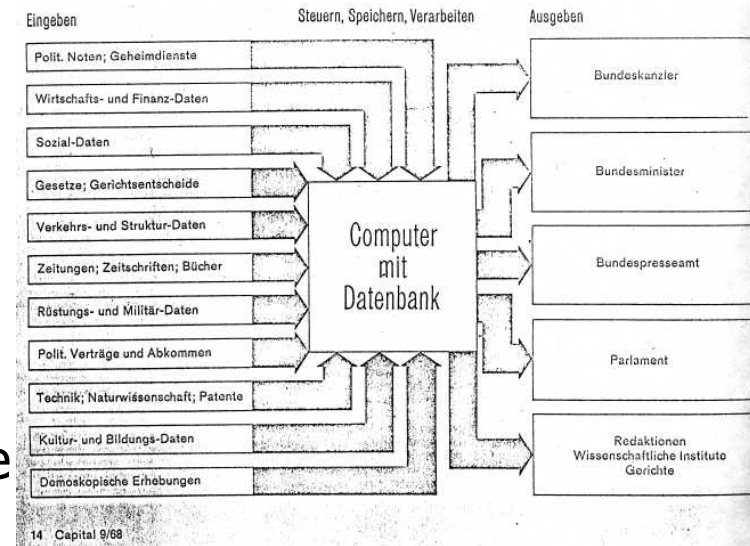 Eingeben
Steuern, Speichern, Verarbeiten
Ausgeben
Polit. Noten; Geheimdienste
Wirtschafts- und Finanz-Daten
Sozial-Daten
Gesetze; Gerichtsentscheide
Verkehrs- und Struktur-Daten
Zeitungen; Zeitschriften; Bücher
Rüstungs- und Militär-Daten
Polit. Verträge und Abkommen
Technik; Naturwissenschaft; Patente
Kultur- und Bildungs-Daten
Demoskopische Erhebungen
Computer
mit
Datenbank
Bundeskanzler
Bundesminister
Bundespresseamt
Parlament
Redaktionen
Wissenschaftliche Institute
Gerichte
e
14 Capital 9/68